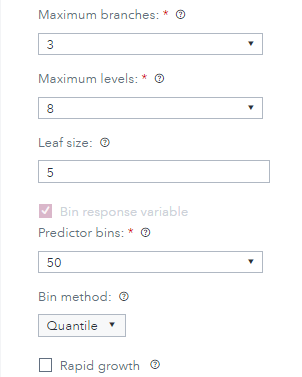 Maximum branches: *
3
Maximum levels: *
8
Leaf size:
5
Bin response variable
Predictor bins: *
50
Bin method:
Quantile
Rapid growth